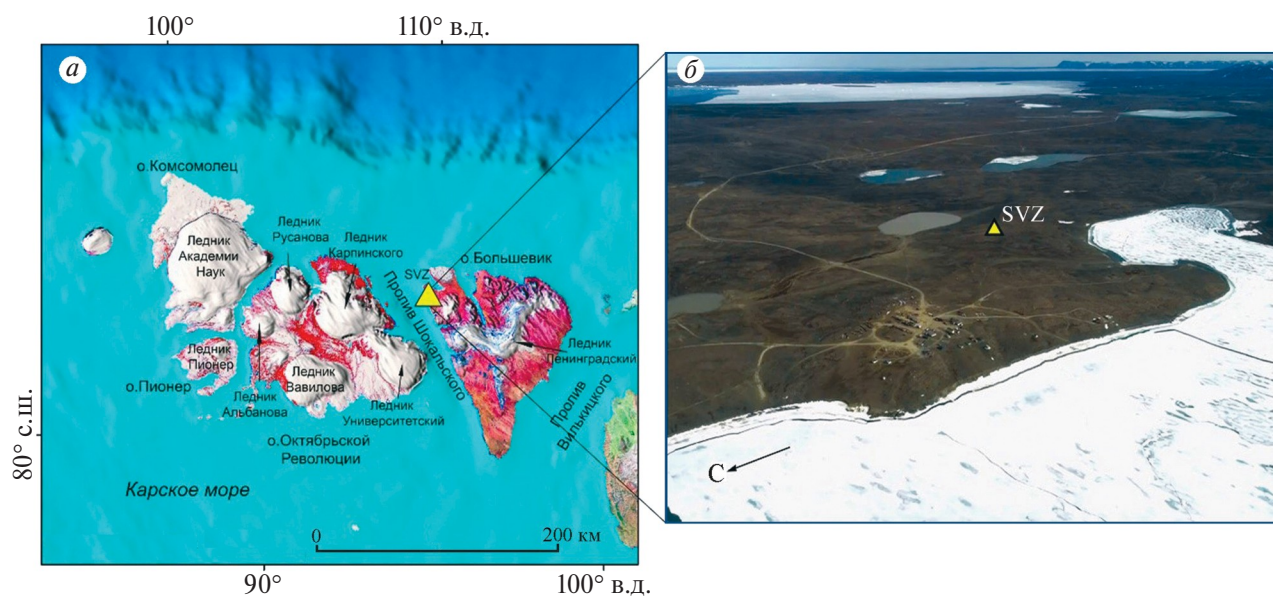 100°
110° в.д.
а
о.Комсомолец
Ледник
Академии
Наук
Ледник
Русанова
Ледник
Карпинского
SVZ
о.Большевик
Пролив Шокальского
Ледник
Пионер
о.Пионер
Ледник
Альбанова
Ледник
Вавилова
Ледник
Университетский
Ледник
Ленинградский
Пролив
Вилькицкого
о.Октябрьской
Революции
Карское море
0
200 км
80° с.ш.
90°
100° в.д.
б
SVZ
С